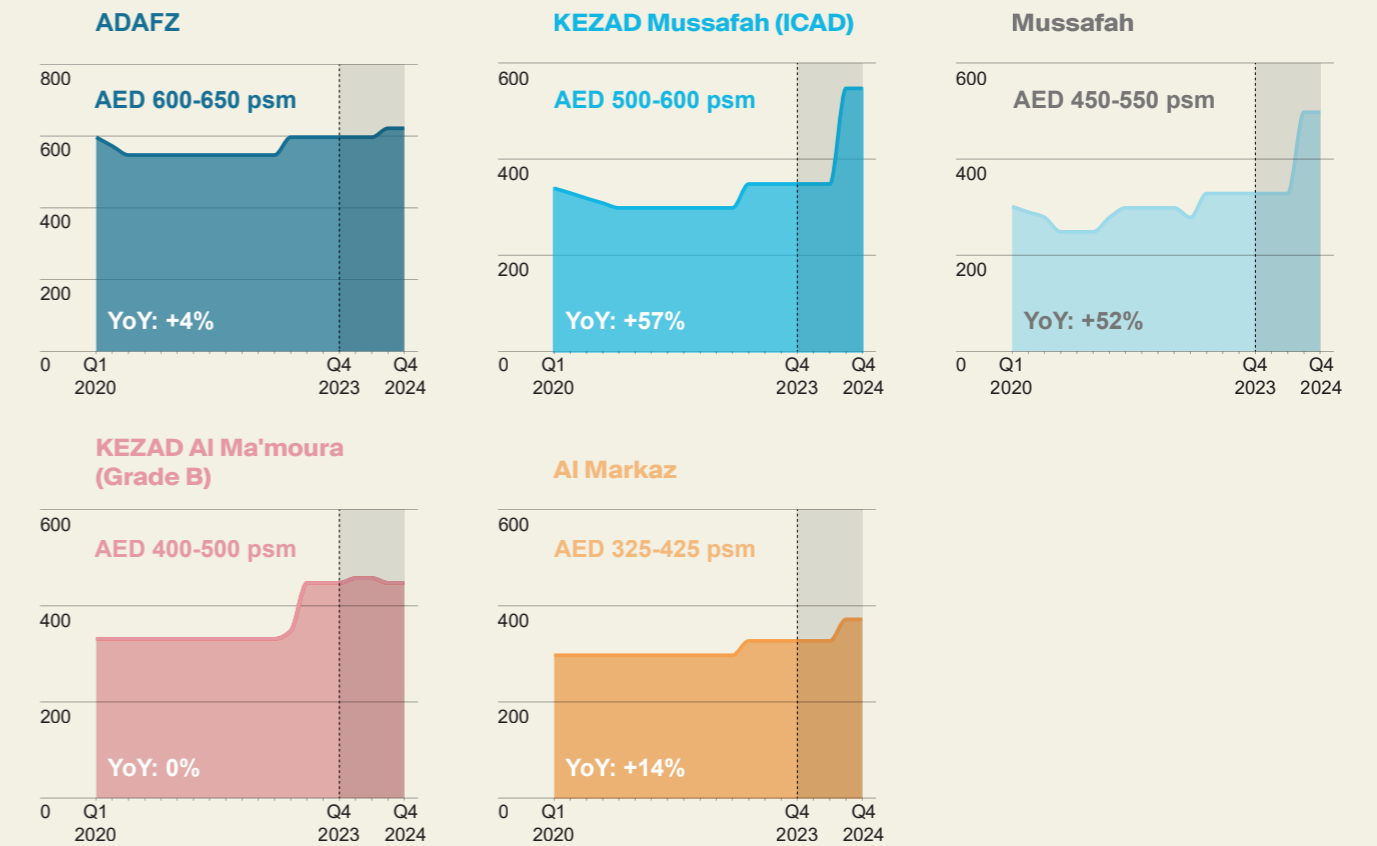 ADAFZ
800
AED 600-650 psm
600
400
200
YoY: +4%
0
Q1
2020
Q4
2023
Q4
2024
KEZAD Mussafah (ICAD)
600
AED 500-600 psm
400
200
YoY: +57%
0
Q1
2020
Q4
2023
Q4
2024
Mussafah
600
AED 450-550 psm
400
200
YoY: +52%
0
Q1
2020
Q4
2023
Q4
2024
KEZAD Al Ma'moura
(Grade B)
600
AED 400-500 psm
400
200
YoY: 0%
0
Q1
2020
Q4
2023
Q4
2024
Al Markaz
600
AED 325-425 psm
400
200
YoY: +14%
0
Q1
2020
Q4
2023
Q4
2024